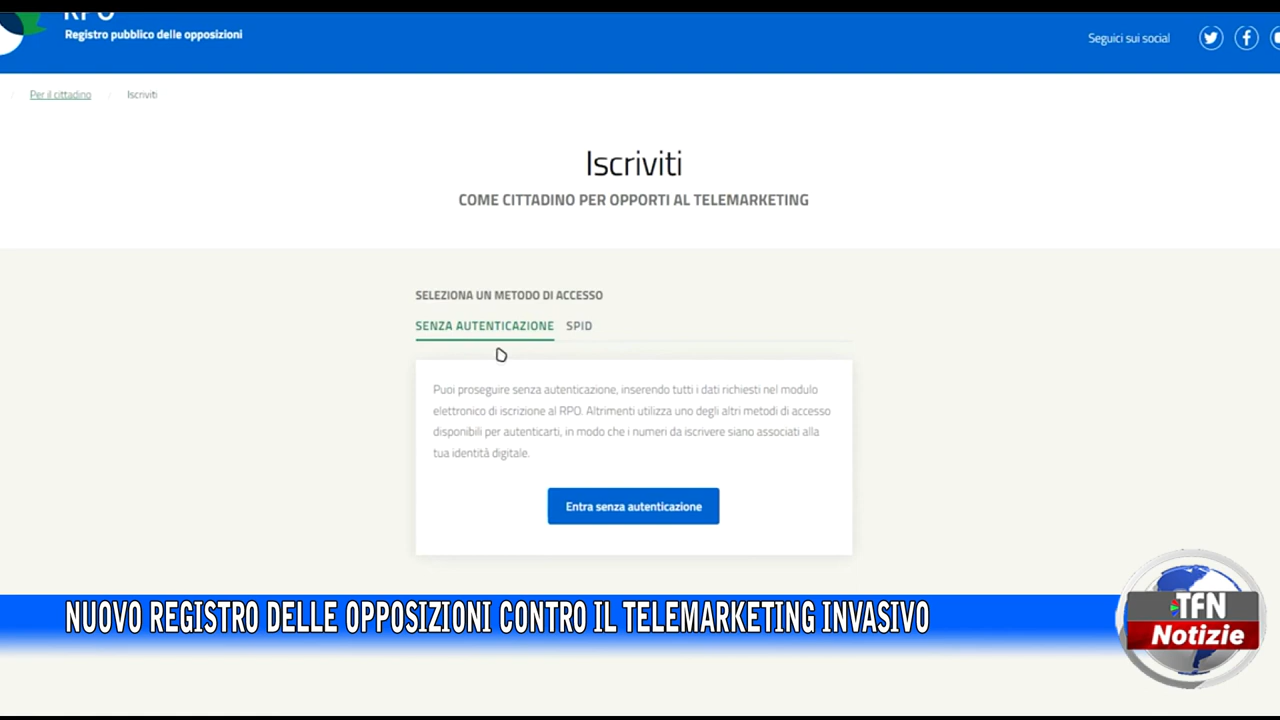 RPO
Registro pubblico delle opposizioni
Seguici sui social
Per il cittadino
Iscriviti
Iscriviti
COME CITTADINO PER OPPORTI AL TELEMARKETING
SELEZIONA UN METODO DI ACCESSO
SENZA AUTENTICAZIONE SPID
Puoi proseguire senza autenticazione, inserendo tutti i dati richiesti nel modulo
elettronico di iscrizione al RPO. Altrimenti utilizza uno degli altri metodi di accesso
disponibili per autenticarti, in modo che i numeri da iscrivere siano associati alla
tua identità digitale.
Entra senza autenticazione
NUOVO REGISTRO DELLE OPPOSIZIONI CONTRO IL TELEMARKETING INVASIVO
TFN
Notizie